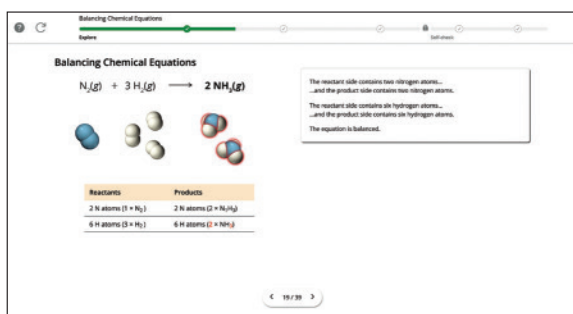 Balancing Chemical Equations
Explore
Self-check
Balancing Chemical Equations
N₂(g) + 3 H₂(g) ⟶ 2 NH₃(g)
The reactant side contains two nitrogen atoms...
...and the product side contains two nitrogen atoms.
The reactant side contains six hydrogen atoms...
...and the product side contains six hydrogen atoms.
The equation is balanced.
Reactants Products
2 N atoms (1 × N₂) 2 N atoms (2 × N₁H₃)
6 H atoms (3 × H₂) 6 H atoms (2 × NH₃)
19 / 39